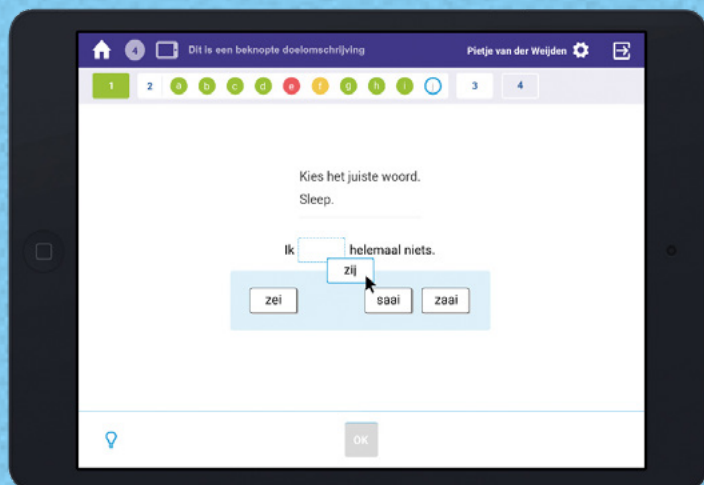 4 Dit is een beknopte doelomschrijving Pietje van der Weijden
1 2 a b c d e f g h i j 3 4
Kies het juiste woord.
Sleep.
Ik helemaal niets.
zij
zei saai zaai
OK